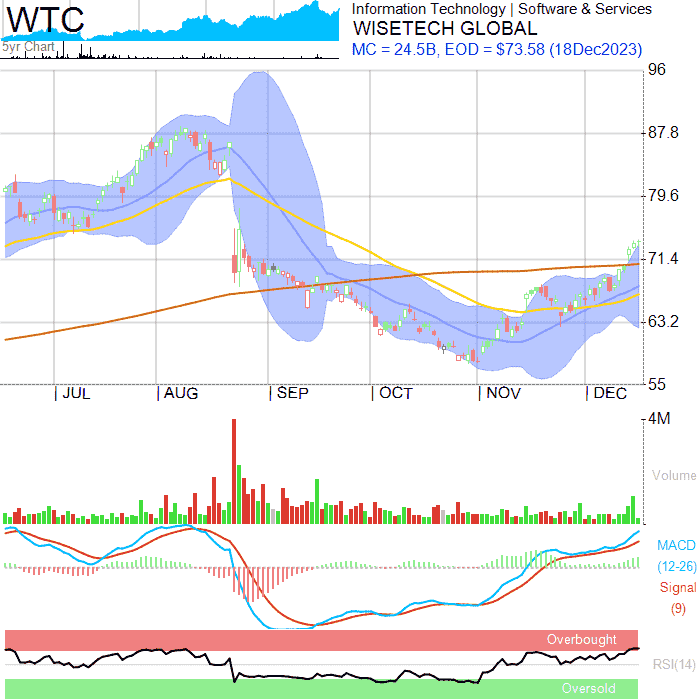 WTC
5yr Chart
Information Technology | Software & Services
WISETECH GLOBAL
MC = 24.5B, EOD = $73.58 (18Dec2023)
96
87.8
79.6
71.4
63.2
55
| JUL
| AUG
| SEP
| OCT
| NOV
| DEC
4M
Volume
MACD
(12-26)
Signal
(9)
Overbought
RSI(14)
Oversold